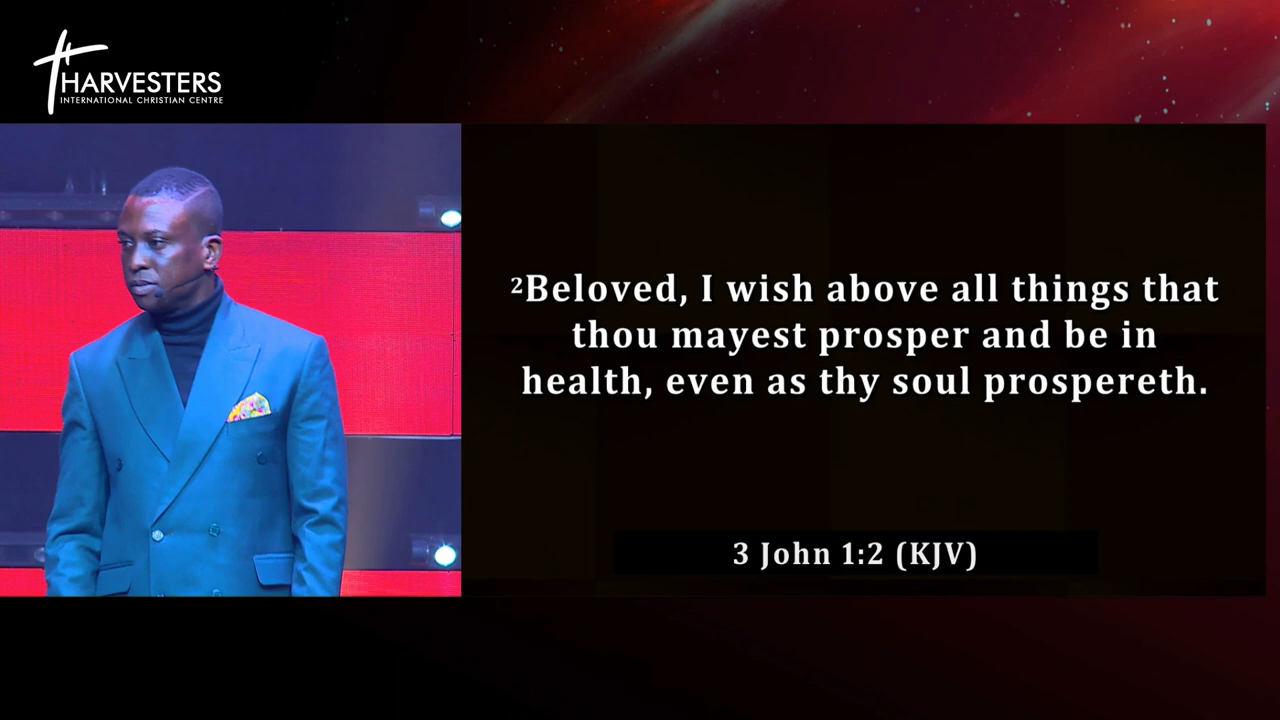 HARVESTERS
INTERNATIONAL CHRISTIAN CENTRE
²Beloved, I wish above all things that
thou mayest prosper and be in
health, even as thy soul prospereth.
3 John 1:2 (KJV)